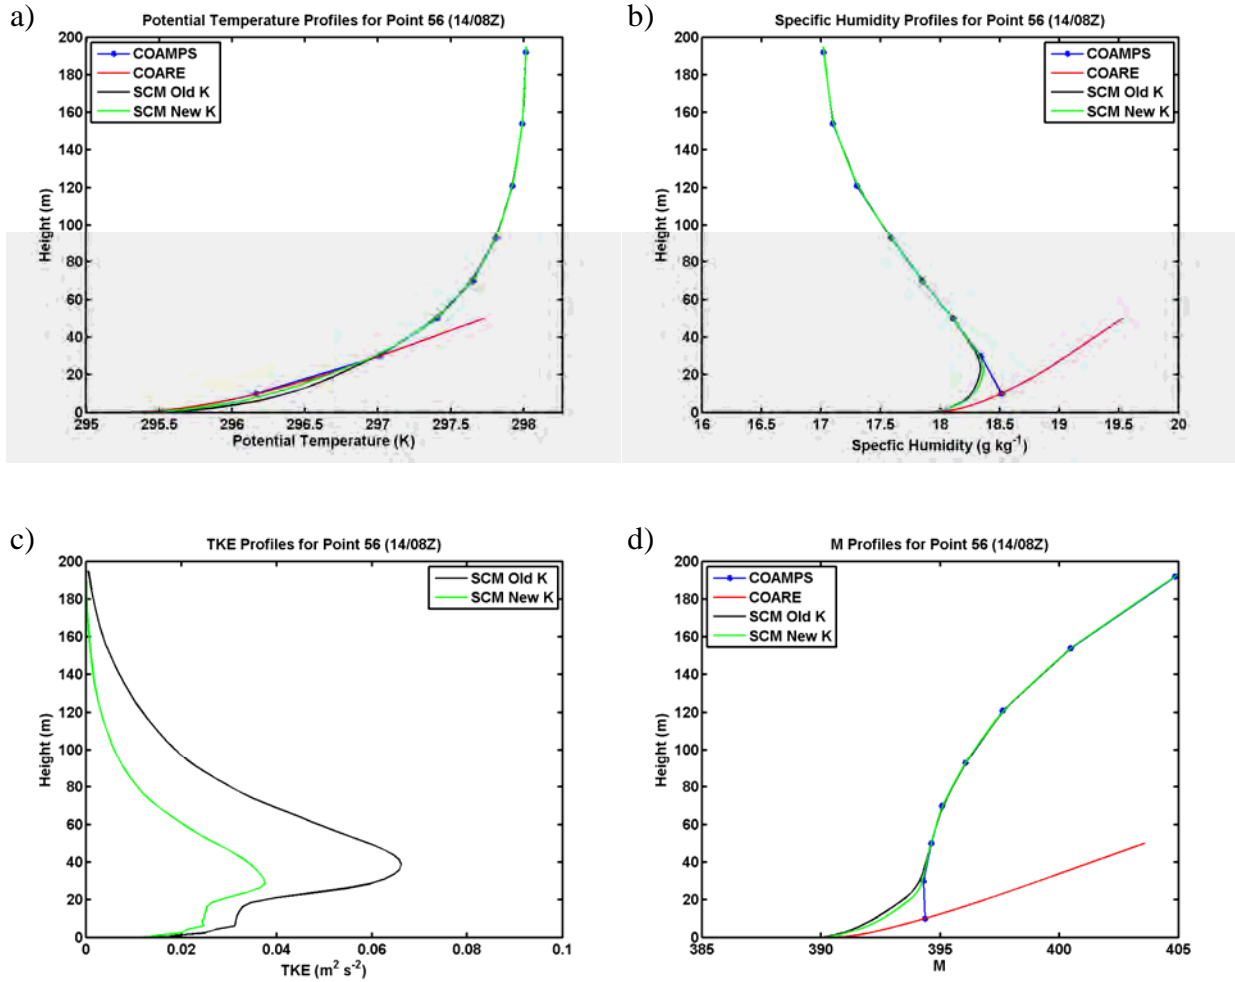 a)
Potential Temperature Profiles for Point 56 (14/08Z)
200
180
160
140
120
100
80
60
40
20
0
Height (m)
COAMPS
COARE
SCM Old K
SCM New K
295
295.5
296
296.5
297
297.5
298
Potential Temperature (K)
b)
Specific Humidity Profiles for Point 56 (14/08Z)
200
180
160
140
120
100
80
60
40
20
0
Height (m)
COAMPS
COARE
SCM Old K
SCM New K
16
16.5
17
17.5
18
18.5
19
19.5
20
Specfic Humidity (g kg-1)
c)
TKE Profiles for Point 56 (14/08Z)
200
180
160
140
120
100
80
60
40
20
0
Height (m)
SCM Old K
SCM New K
0
0.02
0.04
0.06
0.08
0.1
TKE (m2 s-2)
d)
M Profiles for Point 56 (14/08Z)
200
180
160
140
120
100
80
60
40
20
0
Height (m)
COAMPS
COARE
SCM Old K
SCM New K
385
390
395
400
405
M